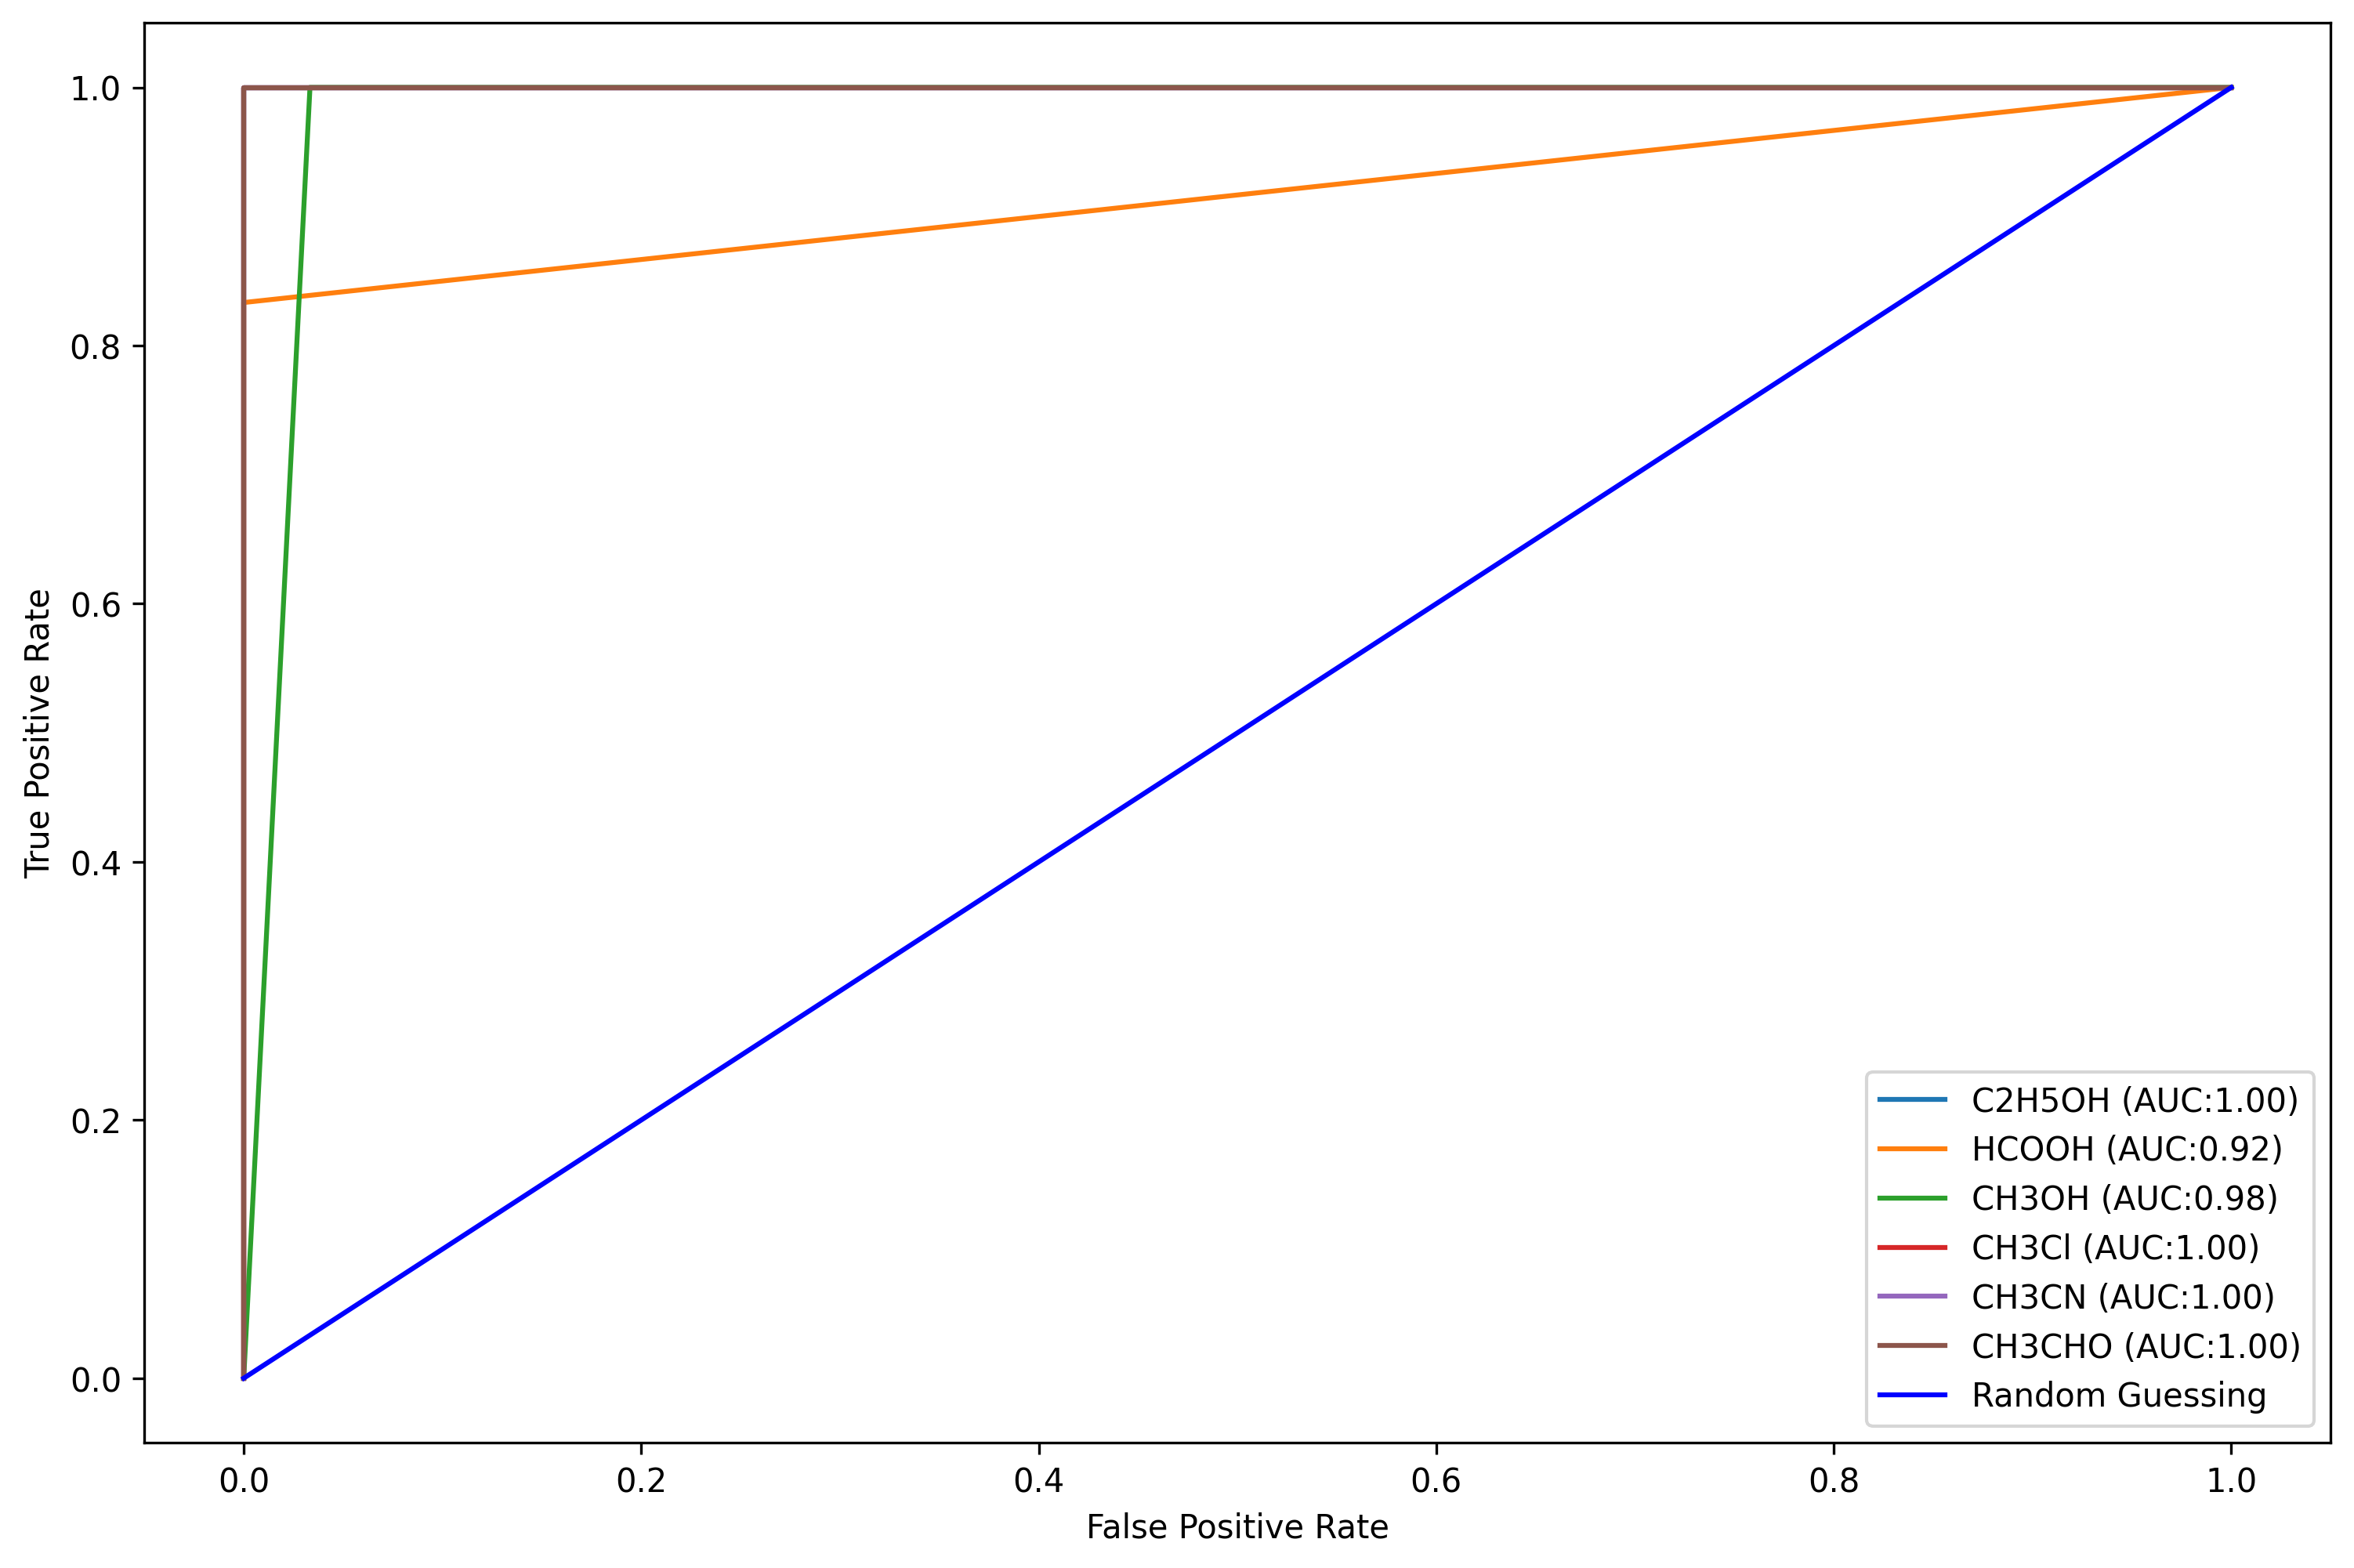 1.0
0.8
0.6
0.4
0.2
0.0
True Positive Rate
0.0 0.2 0.4 0.6 0.8 1.0
False Positive Rate
C2H5OH (AUC:1.00)
HCOOH (AUC:0.92)
CH3OH (AUC:0.98)
CH3Cl (AUC:1.00)
CH3CN (AUC:1.00)
CH3CHO (AUC:1.00)
Random Guessing